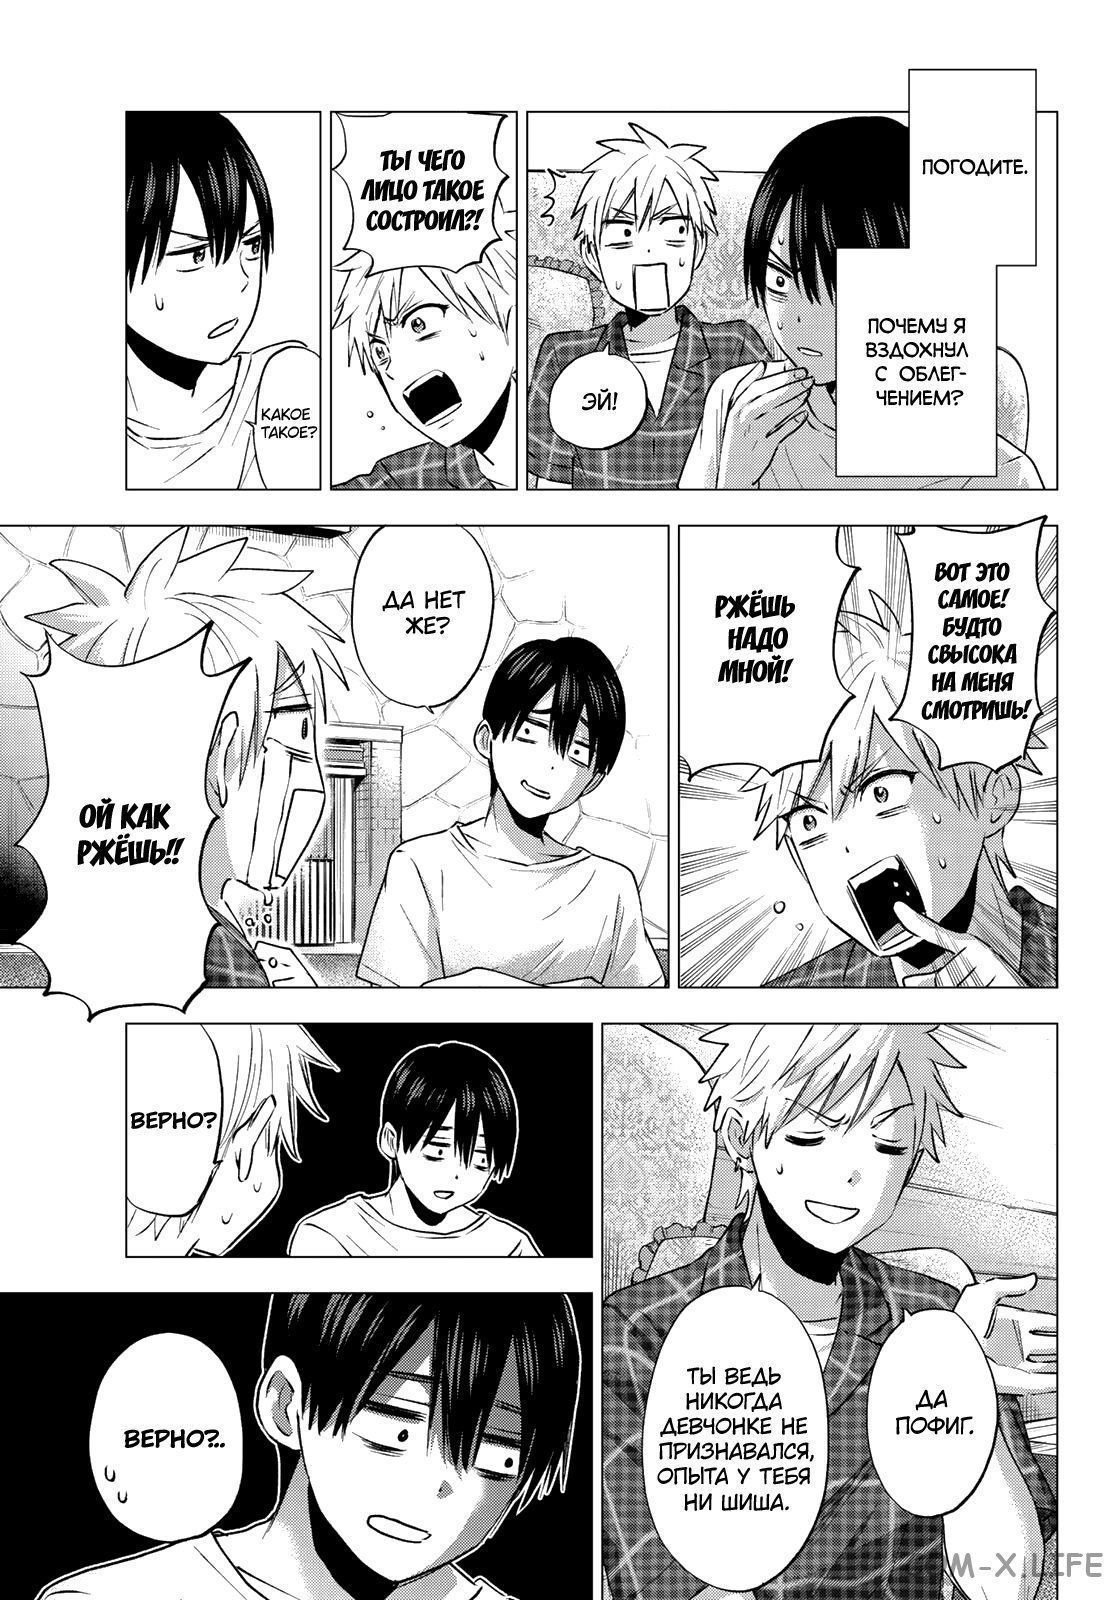 ПОГОДИТЕ.
ПОЧЕМУ Я
ВЗДОХНУЛ
С ОБЛЕГ-
ЧЕНИЕМ?
ЭЙ!
ТЫ ЧЕГО
ЛИЦО ТАКОЕ
СОСТРОИЛ?!
КАКОЕ
ТАКОЕ?
ВОТ ЭТО
САМОЕ!
БУДТО
СВЫСОКА
НА МЕНЯ
СМОТРИШЬ!
РЖЁШЬ
НАДО
МНОЙ!
ДА НЕТ
ЖЕ?
ОЙ КАК
РЖЁШЬ!!
ДА
ПОФИГ.
ТЫ ВЕДЬ
НИКОГДА
ДЕВЧОНКЕ НЕ
ПРИЗНАВАЛСЯ,
ОПЫТА У ТЕБЯ
НИ ШИША.
ВЕРНО?
ВЕРНО?..
M-X.LIFE